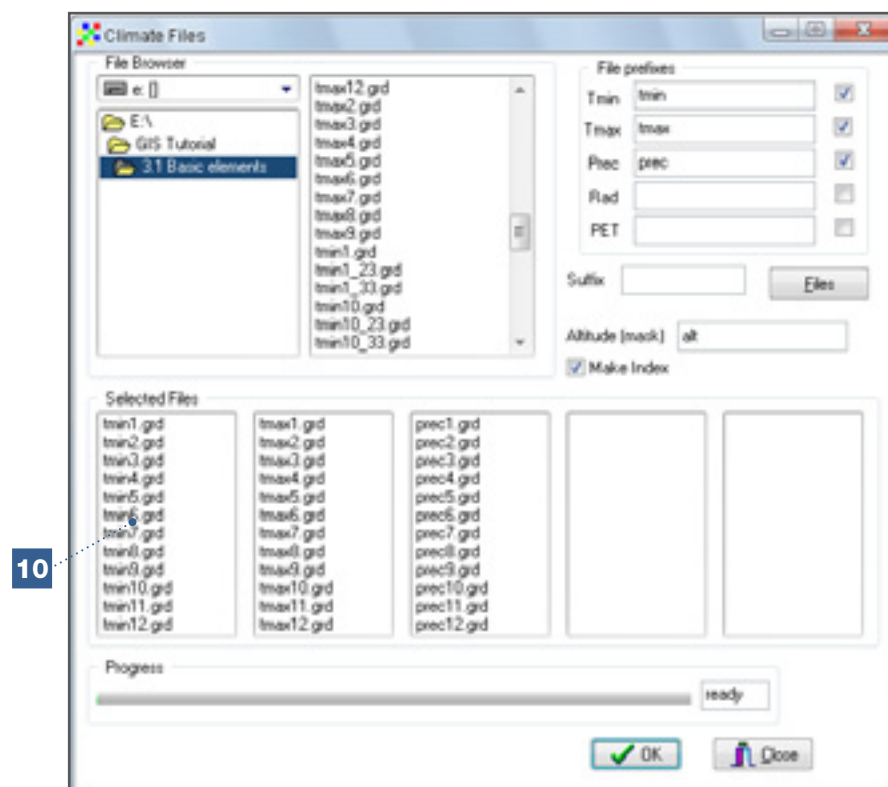 Climate Files
File Browser
e: []
E:\
GIS Tutorial
3.1 Basic elements
tmax12.grd
tmax2.grd
tmax3.grd
tmax4.grd
tmax5.grd
tmax6.grd
tmax7.grd
tmax8.grd
tmax9.grd
tmin1.grd
tmin1_23.grd
tmin1_33.grd
tmin10.grd
tmin10_23.grd
tmin10_33.grd
File prefixes
Tmin tmin
Tmax tmax
Prec prec
Rad
PET
Suffix
Files
Altitude (mask) alt
Make Index
Selected Files
tmin1.grd
tmin2.grd
tmin3.grd
tmin4.grd
tmin5.grd
tmin6.grd
tmin7.grd
tmin8.grd
tmin9.grd
tmin10.grd
tmin11.grd
tmin12.grd
tmax1.grd
tmax2.grd
tmax3.grd
tmax4.grd
tmax5.grd
tmax6.grd
tmax7.grd
tmax8.grd
tmax9.grd
tmax10.grd
tmax11.grd
tmax12.grd
prec1.grd
prec2.grd
prec3.grd
prec4.grd
prec5.grd
prec6.grd
prec7.grd
prec8.grd
prec9.grd
prec10.grd
prec11.grd
prec12.grd
10
Progress
ready
OK
Close